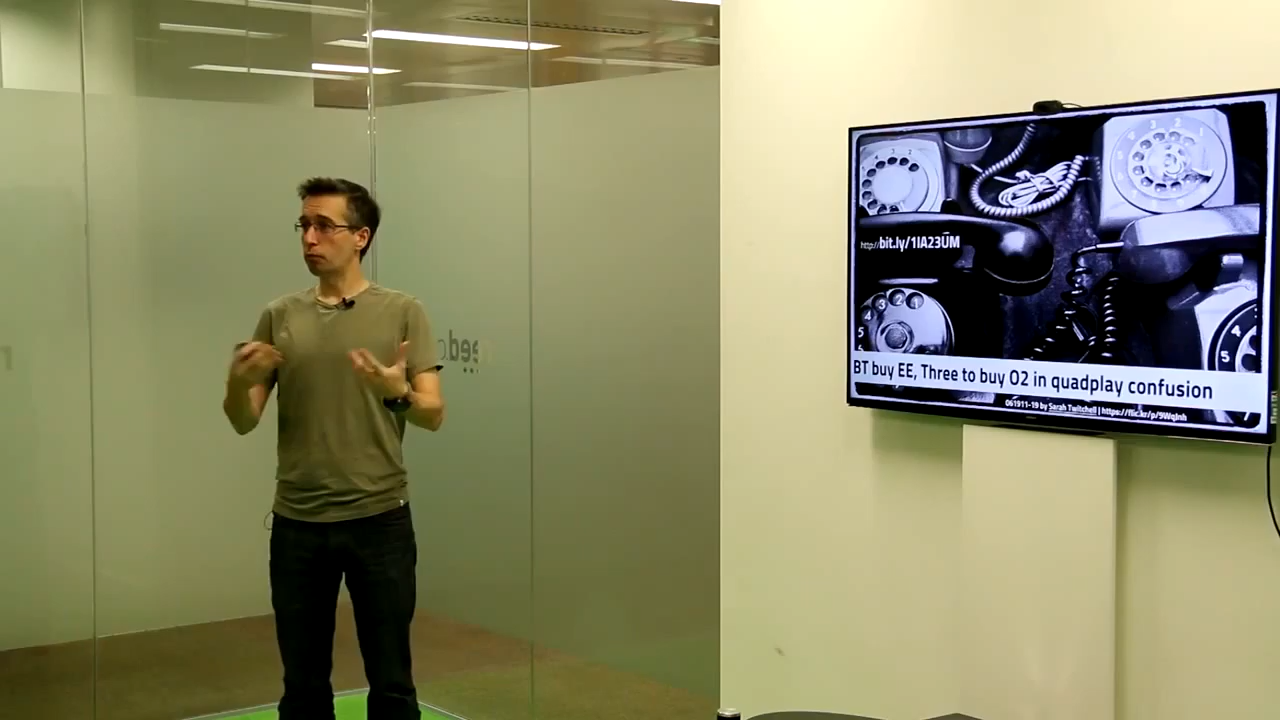 http://bit.ly/1IA23UM
BT buy EE, Three to buy O2 in quadplay confusion
061911-19 by Sarah Twitchell | https://flic.kr/p/9WqJnh